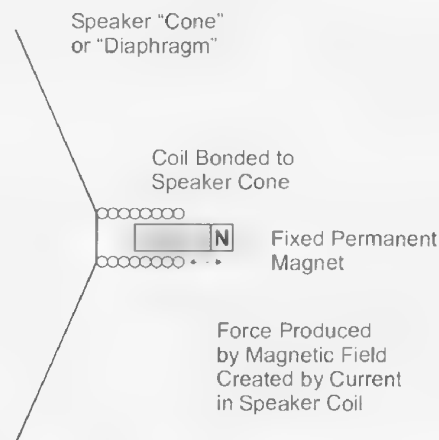 Speaker “Cone”
or “Diaphragm”
Coil Bonded to
Speaker Cone
N
Fixed Permanent
Magnet
Force Produced
by Magnetic Field
Created by Current
in Speaker Coil